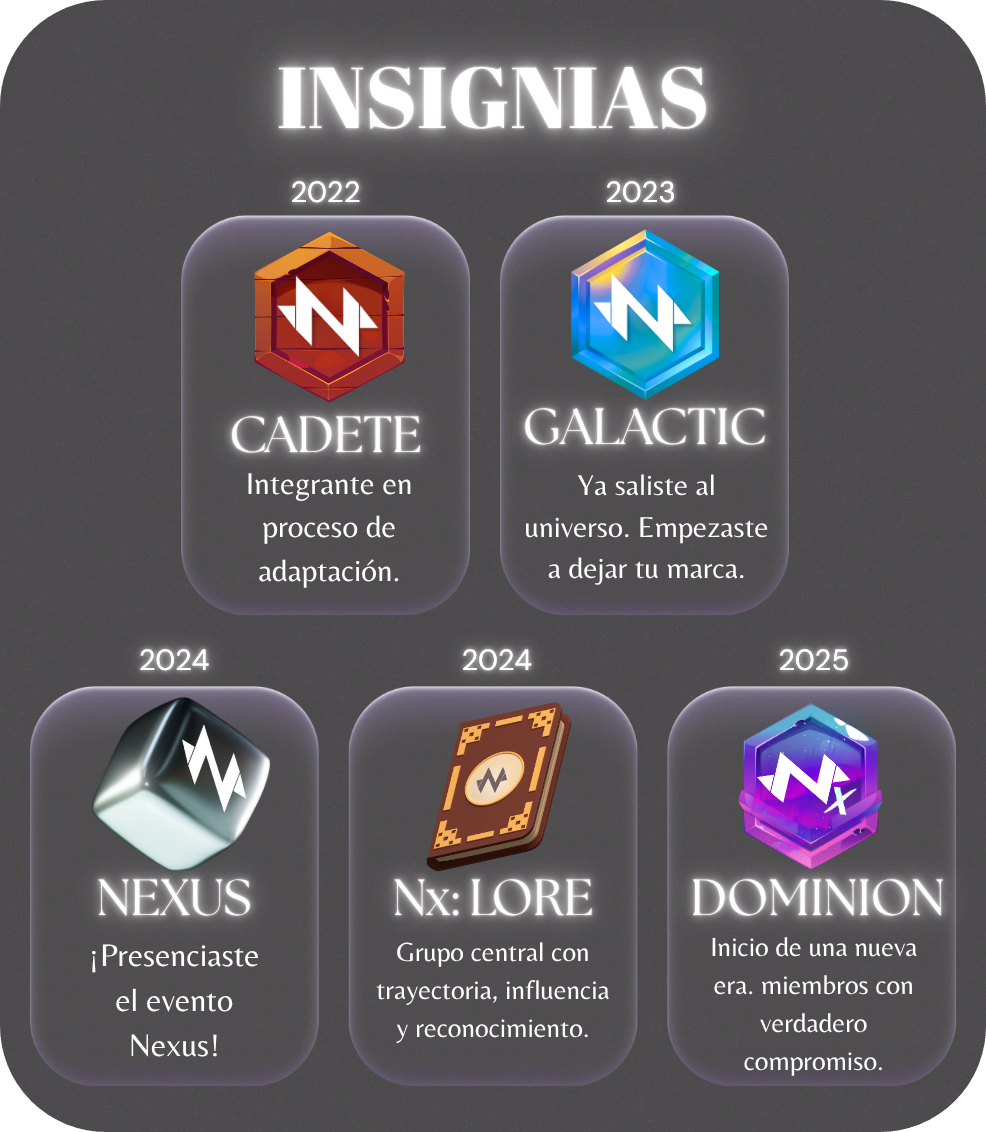 INSIGNIAS
2022
2023
CADETE
Integrante en
proceso de
adaptación.
GALACTIC
Ya saliste al
universo. Empezaste
a dejar tu marca.
2024
2024
2025
NEXUS
¡Presenciaste
el evento
Nexus!
Nx: LORE
Grupo central con
trayectoria, influencia
y reconocimiento.
Nx
DOMINION
Inicio de una nueva
era. miembros con
verdadero
compromiso.